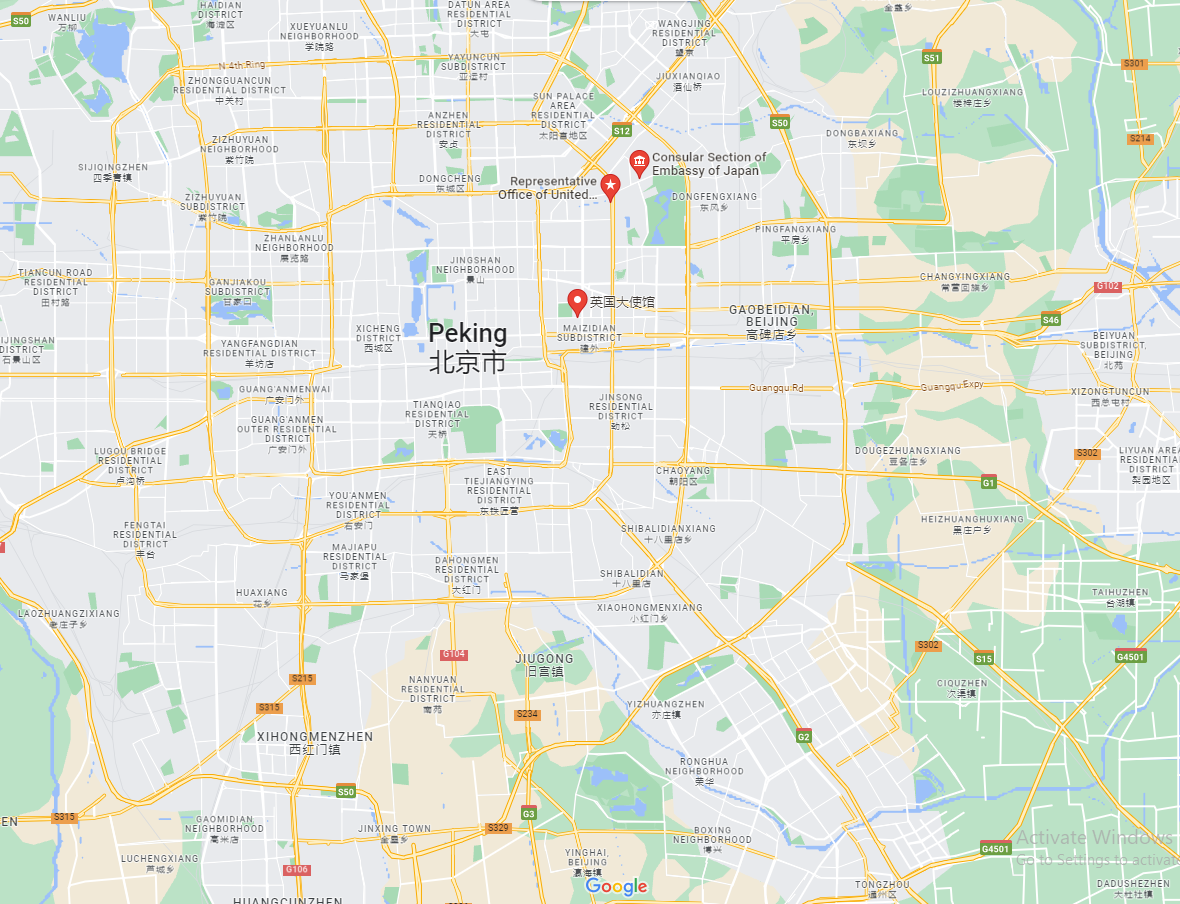 S50
WANLIU
万柳
HAIDIAN
DISTRICT
海淀区
XUEYUANLU
NEIGHBORHOOD
学院路
DATUN AREA
RESIDENTIAL
DISTRICT
大屯
WANGJING
RESIDENTIAL
DISTRICT
望京
金盏乡
S51
S301
N 4th Ring
YAYUNCUN
SUBDISTRICT
亚运村
ZHONGGUANCUN
RESIDENTIAL DISTRICT
中关村
JIUXIANQIAO
酒仙桥
LOUZIZHUANGXIANG
楼梓庄乡
SUN PALACE
AREA
RESIDENTIAL
DISTRICT
太阳宫地区
ANZHEN
RESIDENTIAL
DISTRICT
安贞
S12
S50
S214
DONGBAXIANG
东坝乡
ZIZHUYUAN
NEIGHBORHOOD
紫竹院
SIJIQINGZHEN
四季青镇
Consular Section of
Embassy of Japan
DONGCHENG
东城区
Representative
Office of United...
ZIZHUYUAN
SUBDISTRICT
紫竹院
DONGFENGXIANG
东风乡
PINGFANGXIANG
平房乡
ZHANLANLU
NEIGHBORHOOD
展览路
JINGSHAN
NEIGHBORHOOD
景山
TIANCUN ROAD
RESIDENTIAL
DISTRICT
田村路
GANJIAKOU
SUBDISTRICT
甘家口
CHANGYINGXIANG
常营回族乡
G102
英国大使馆
GAOBEIDIAN,
BEIJING
高碑店乡
S46
XICHENG
DISTRICT
西城区
Peking
北京市
MAIZIDIAN
SUBDISTRICT
建外
IJINGSHAN
DISTRICT
石景山区
YANGFANGDIAN
RESIDENTIAL DISTRICT
羊坊店
BEIYUAN
SUBDISTRICT,
BEIJING
北苑
GUANG'ANMENWAI
广安门外
Guangqu Rd
Guangqu Expy
XIZONGTUNCUN
西总屯村
JINSONG
RESIDENTIAL
DISTRICT
劲松
TIANQIAO
RESIDENTIAL
DISTRICT
天桥
GUANG'ANMEN
OUTER RESIDENTIAL
DISTRICT
广安门外
LUGOU BRIDGE
RESIDENTIAL
DISTRICT
卢沟桥
DOUGEZHUANGXIANG
豆各庄乡
S302
LIYUAN AREA
RESIDENTIA
DISTRICT
梨园地区
EAST
TIEJIANGYING
RESIDENTIAL
DISTRICT
东铁匠营
CHAOYANG
朝阳区
G1
YOU'ANMEN
RESIDENTIAL
DISTRICT
右安门
FENGTAI
RESIDENTIAL
DISTRICT
丰台
SHIBALIDIANXIANG
十八里店乡
HEIZHUANGHUXIANG
黑庄户乡
MAJIAPU
RESIDENTIAL
DISTRICT
马家堡
DAHONGMEN
RESIDENTIAL
DISTRICT
大红门
SHIBALIDIAN
十八里店
HUAXIANG
花乡
TAIHUZHEN
台湖镇
LAOZHUANGZIXIANG
老庄子乡
XIAOHONGMENXIANG
小红门乡
G104
JIUGONG
旧宫镇
S302
S15
G4501
S215
NANYUAN
RESIDENTIAL
DISTRICT
南苑
CIQUZHEN
次渠镇
S315
S234
YIZHUANGZHEN
亦庄镇
XIHONGMENZHEN
西红门镇
G2
RONGHUA
NEIGHBORHOOD
荣华
S50
G3
EN
S315
GAOMIDIAN
NEIGHBORHOOD
高米店
JINXING TOWN
金星乡
S329
BOXING
NEIGHBORHOOD
博兴
Activate Windows
Go to Settings to activate
G4501
LUCHENGXIANG
芦城乡
G106
YINGHAI,
BEIJING
瀛海镇
Google
TONGZHOU
通州区
DADUSHEZHEN
大杜社镇
HUANGCUNZHEN